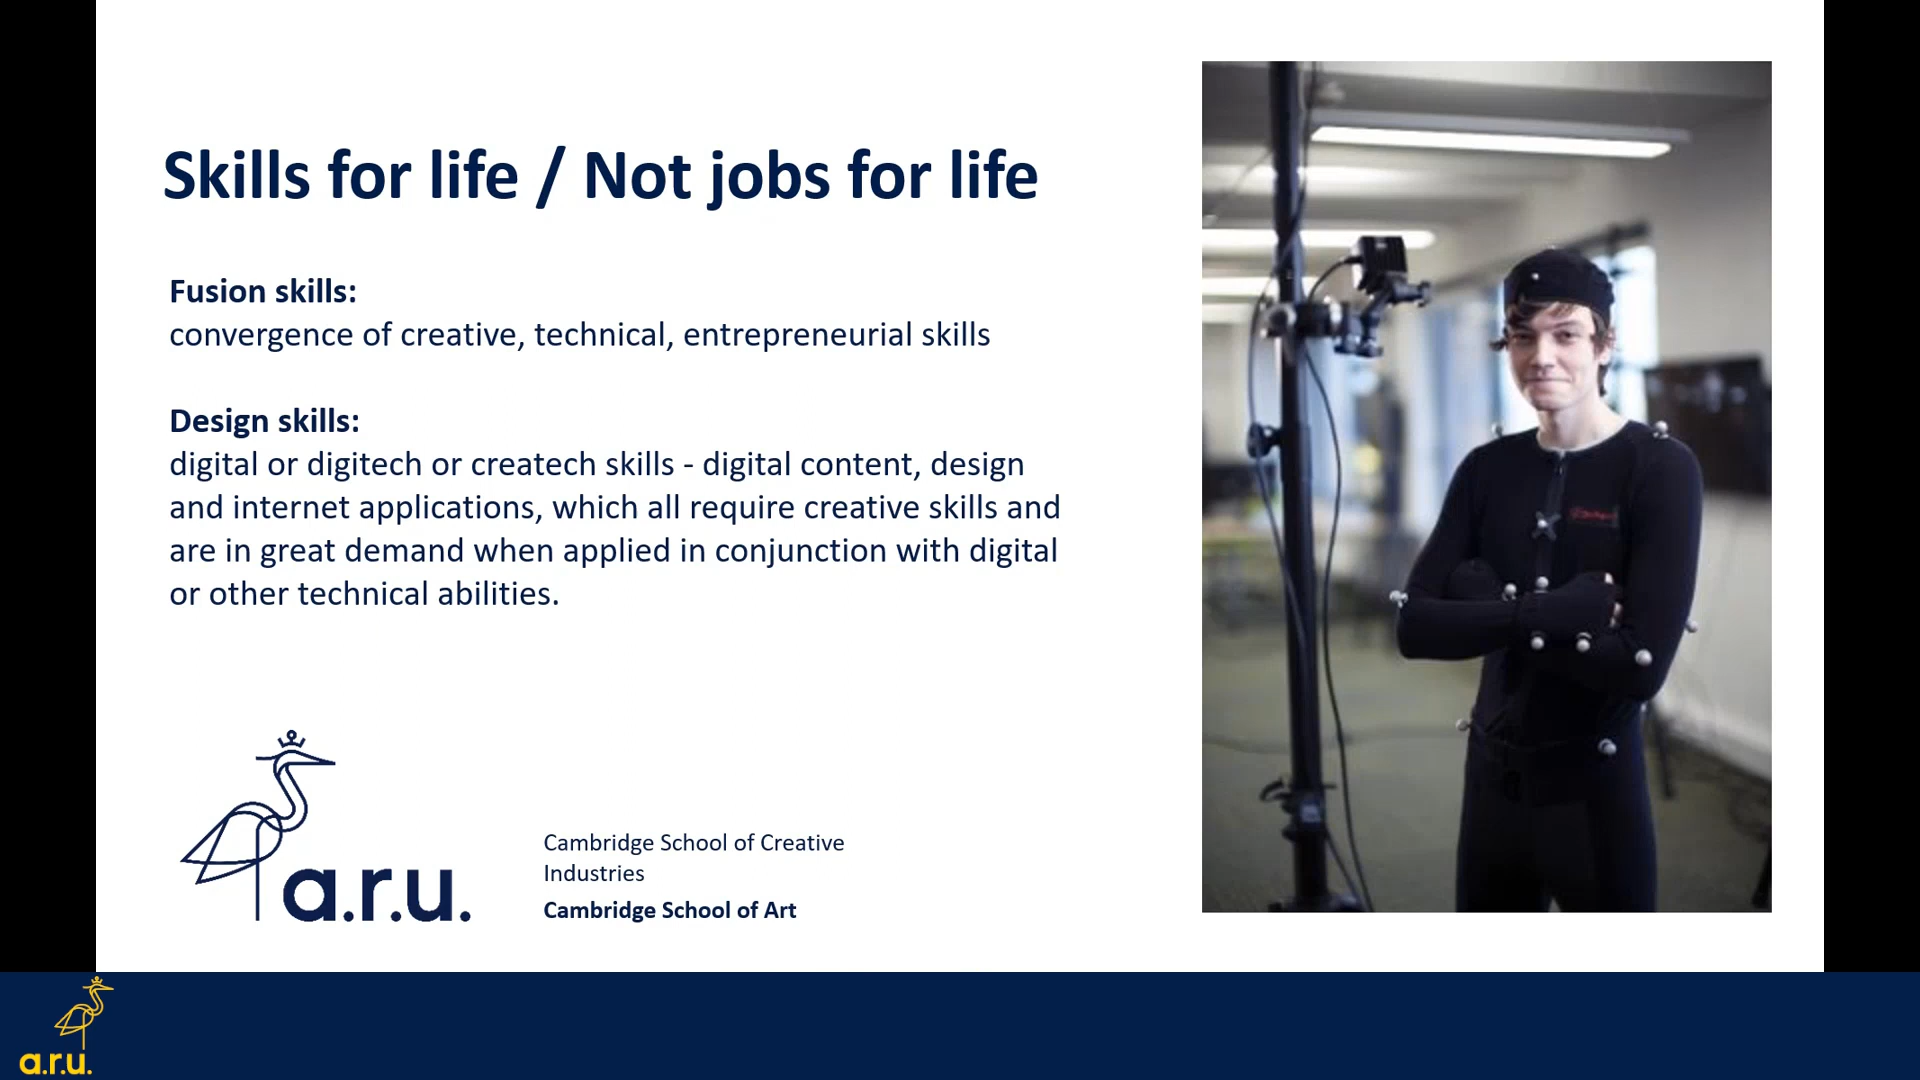 Skills for life / Not jobs for life
Fusion skills:
convergence of creative, technical, entrepreneurial skills
Design skills:
digital or digitech or createch skills - digital content, design
and internet applications, which all require creative skills and
are in great demand when applied in conjunction with digital
or other technical abilities.
a.r.u.
Cambridge School of Creative
Industries
Cambridge School of Art
a.r.u.